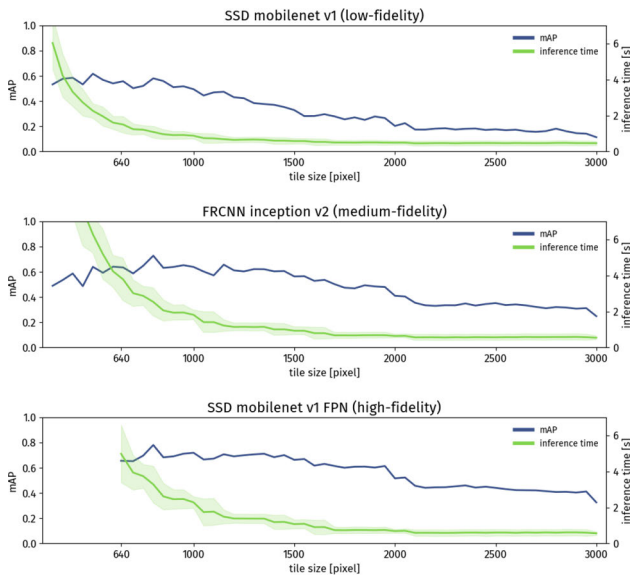 SSD mobilenet v1 (low-fidelity)
1.0
0.8
0.6
0.4
0.2
0.0
mAP
mAP
inference time
6
4
2
0
inference time [s]
640
1000
1500
2000
2500
3000
tile size [pixel]
FRCNN inception v2 (medium-fidelity)
1.0
0.8
0.6
0.4
0.2
0.0
mAP
mAP
inference time
6
4
2
0
inference time [s]
640
1000
1500
2000
2500
3000
tile size [pixel]
SSD mobilenet v1 FPN (high-fidelity)
1.0
0.8
0.6
0.4
0.2
0.0
mAP
mAP
inference time
6
4
2
0
inference time [s]
640
1000
1500
2000
2500
3000
tile size [pixel]